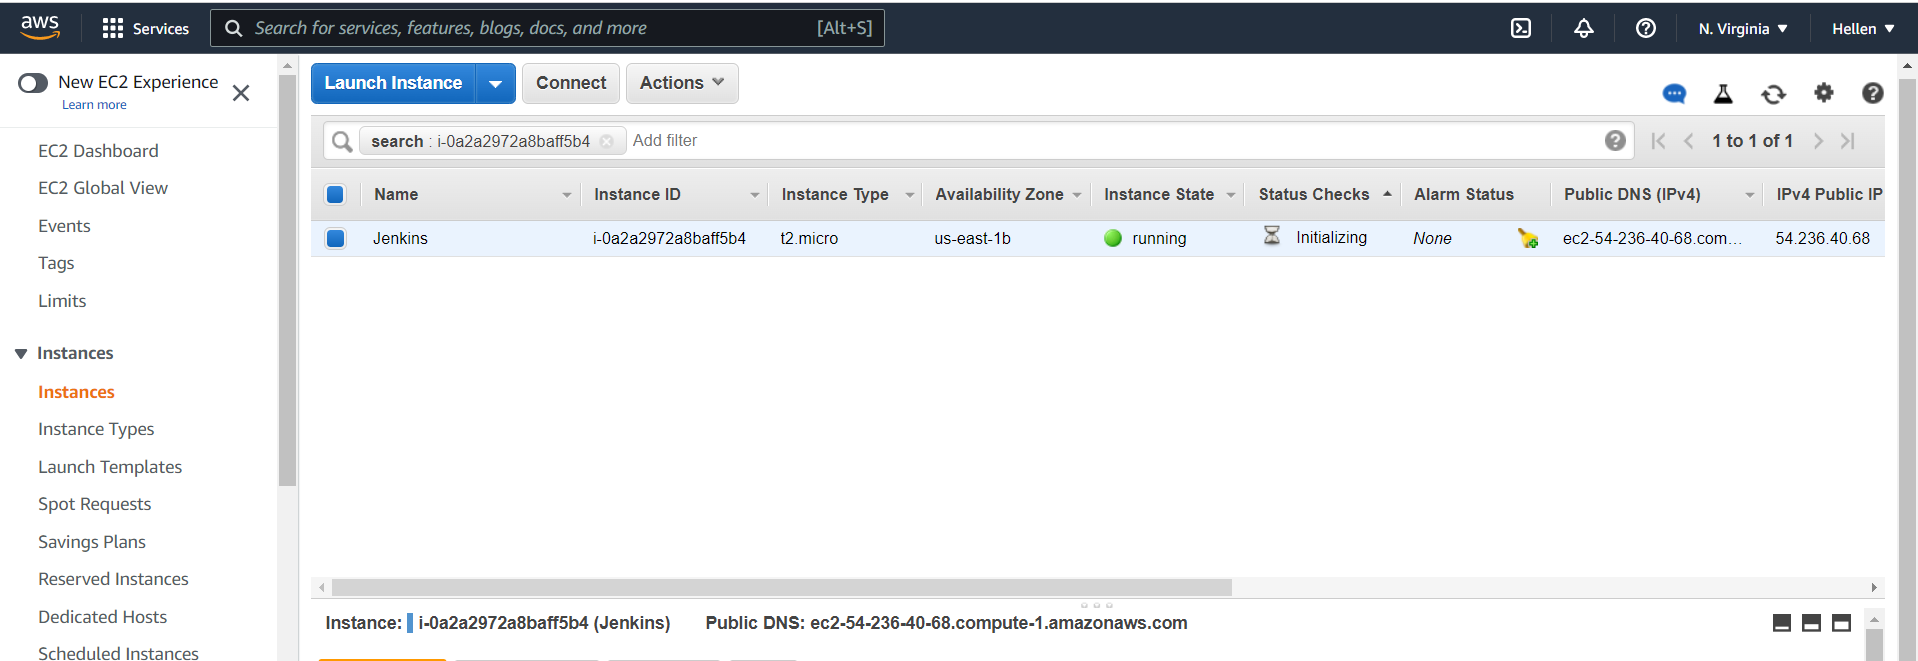 aws Services Search for services, features, blogs, docs, and more [Alt+S] N. Virginia Hellen
New EC2 Experience
Learn more
EC2 Dashboard
EC2 Global View
Events
Tags
Limits
Instances
Instances
Instance Types
Launch Templates
Spot Requests
Savings Plans
Reserved Instances
Dedicated Hosts
Scheduled Instances
Launch Instance Connect Actions
search : i-0a2a2972a8baff5b4 Add filter 1 to 1 of 1
Name Instance ID Instance Type Availability Zone Instance State Status Checks Alarm Status Public DNS (IPv4) IPv4 Public IP
Jenkins i-0a2a2972a8baff5b4 t2.micro us-east-1b running Initializing None ec2-54-236-40-68.com... 54.236.40.68
Instance: i-0a2a2972a8baff5b4 (Jenkins) Public DNS: ec2-54-236-40-68.compute-1.amazonaws.com